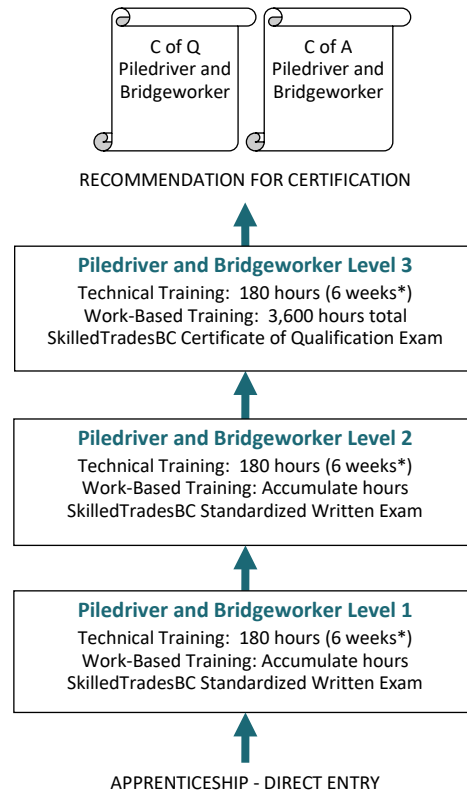 C of Q
Piledriver and
Bridgeworker
C of A
Piledriver and
Bridgeworker
RECOMMENDATION FOR CERTIFICATION
Piledriver and Bridgeworker Level 3
Technical Training: 180 hours (6 weeks*)
Work-Based Training: 3,600 hours total
SkilledTradesBC Certificate of Qualification Exam
Piledriver and Bridgeworker Level 2
Technical Training: 180 hours (6 weeks*)
Work-Based Training: Accumulate hours
SkilledTradesBC Standardized Written Exam
Piledriver and Bridgeworker Level 1
Technical Training: 180 hours (6 weeks*)
Work-Based Training: Accumulate hours
SkilledTradesBC Standardized Written Exam
APPRENTICESHIP - DIRECT ENTRY